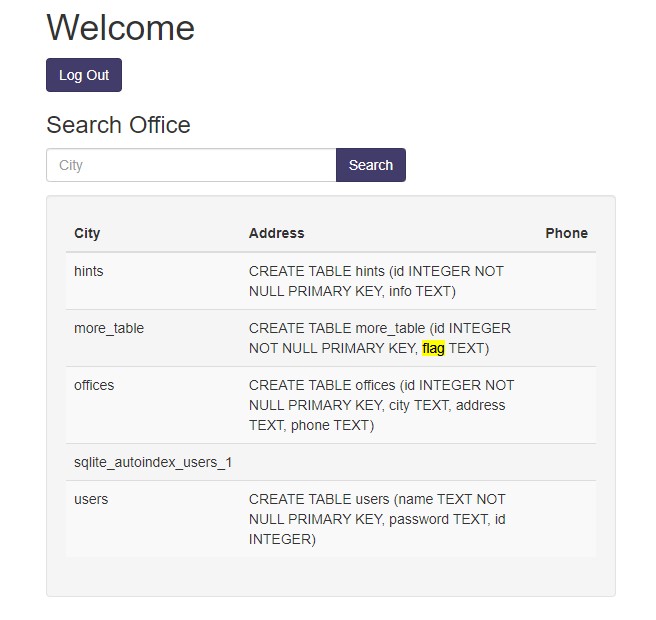 Welcome
Log Out
Search Office
City Search
City Address Phone
hints CREATE TABLE hints (id INTEGER NOT
NULL PRIMARY KEY, info TEXT)
more_table CREATE TABLE more_table (id INTEGER
NOT NULL PRIMARY KEY, flag TEXT)
offices CREATE TABLE offices (id INTEGER NOT
NULL PRIMARY KEY, city TEXT, address
TEXT, phone TEXT)
sqlite_autoindex_users_1
users CREATE TABLE users (name TEXT NOT
NULL PRIMARY KEY, password TEXT, id
INTEGER)